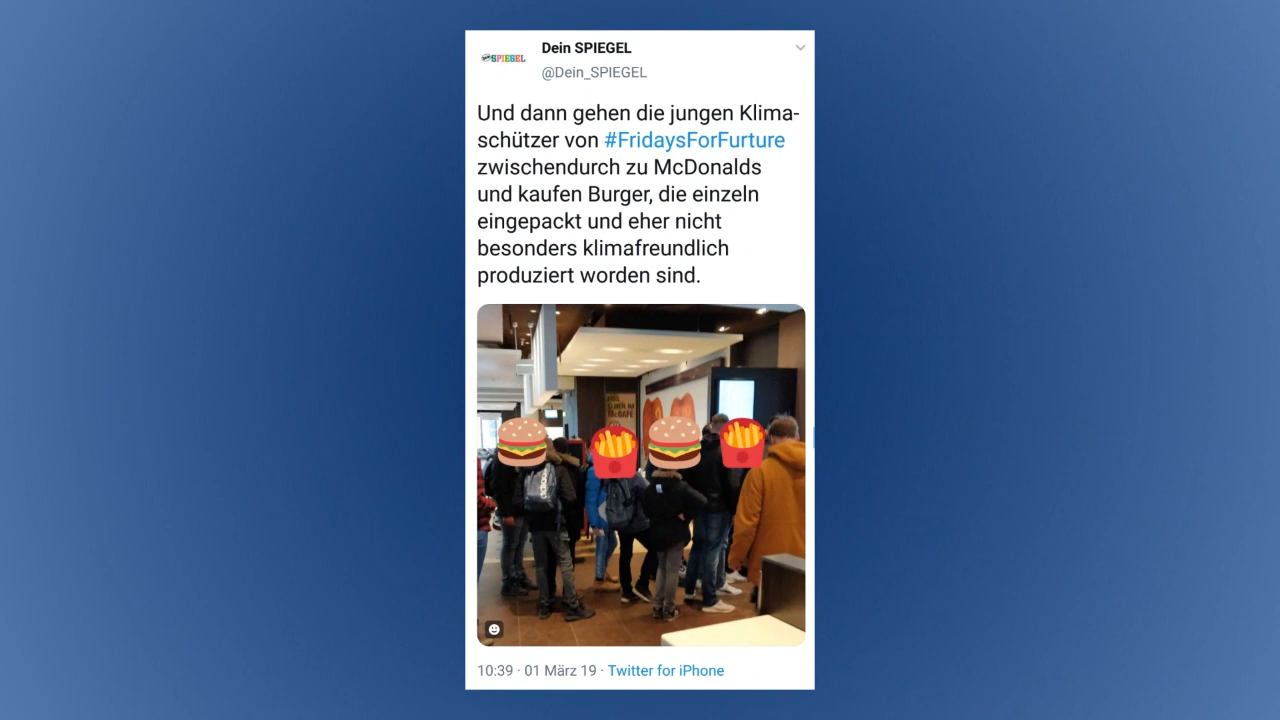 SPIEGEL
Dein SPIEGEL
@Dein_SPIEGEL
Und dann gehen die jungen Klima-
schützer von #FridaysForFurture
zwischendurch zu McDonalds
und kaufen Burger, die einzeln
eingepackt und eher nicht
besonders klimafreundlich
produziert worden sind.
10:39 · 01 März 19 · Twitter for iPhone